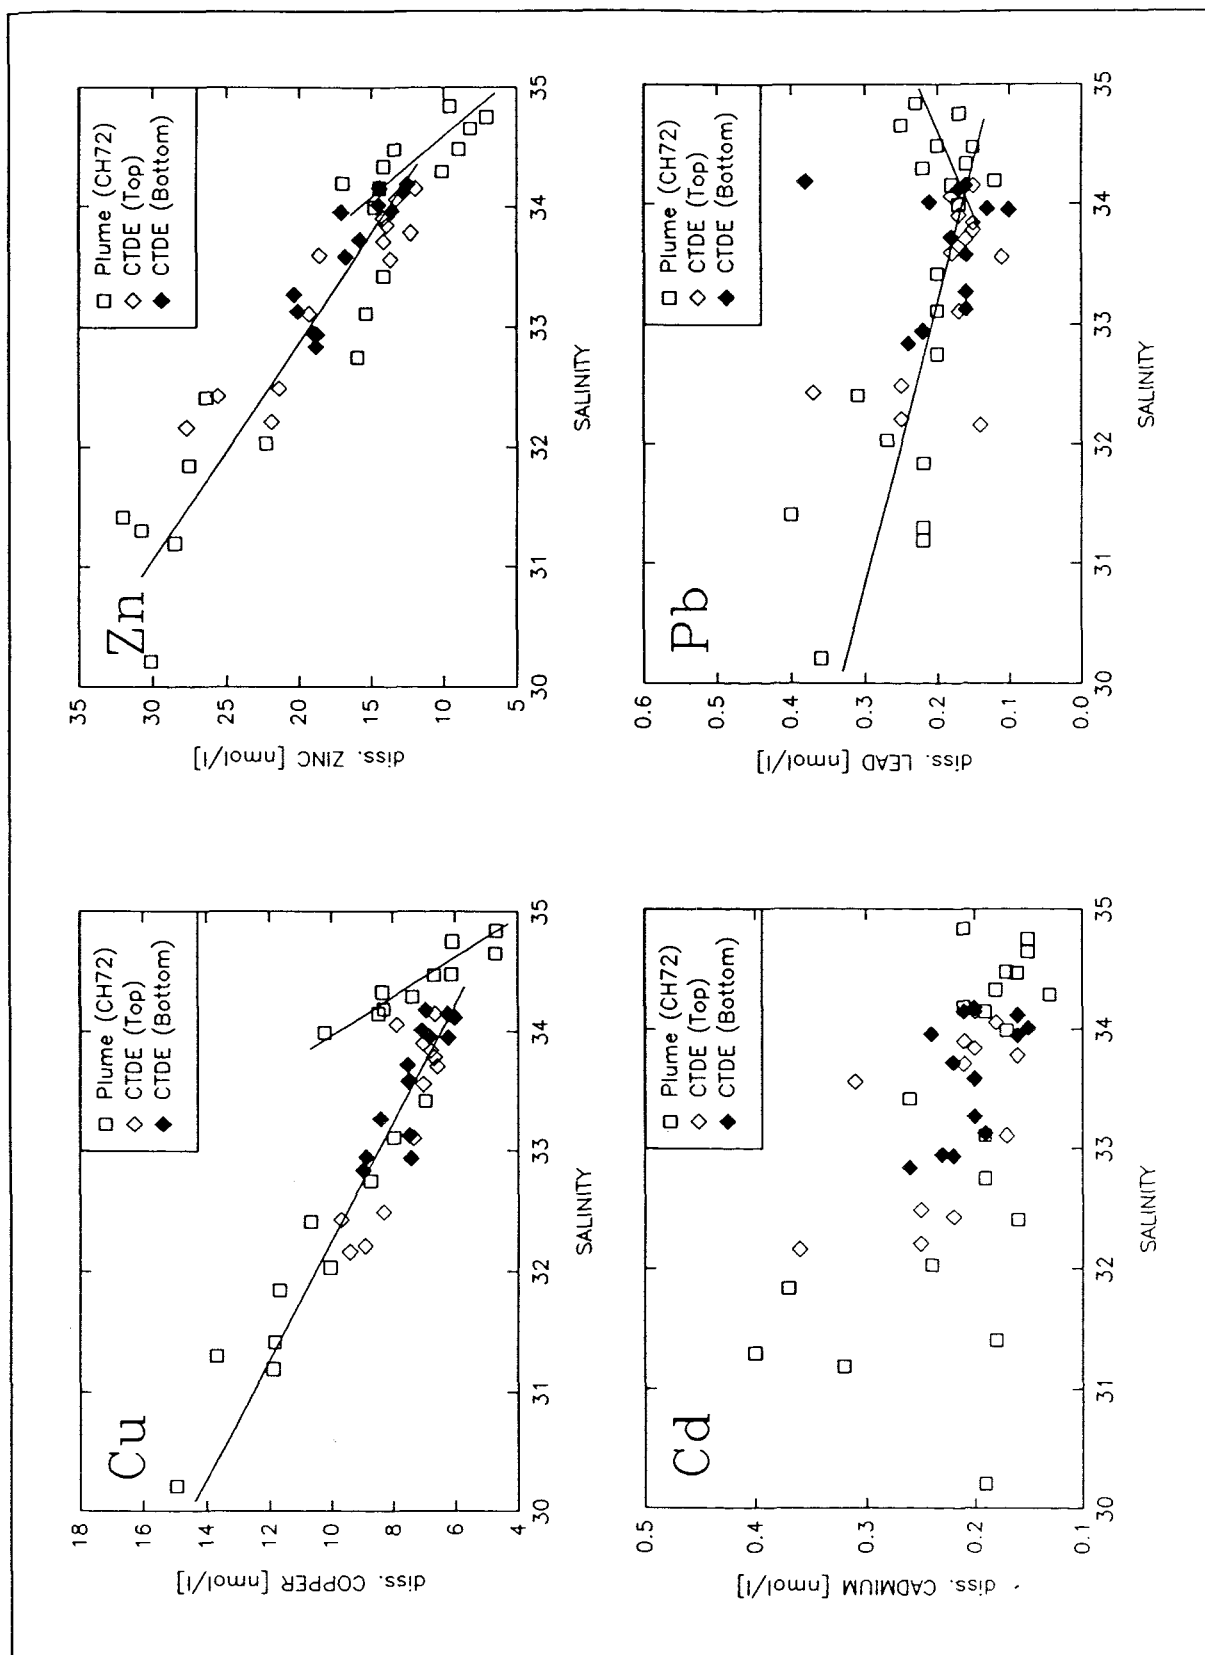 Cu
Plume (CH72)
CTDE (Top)
CTDE (Bottom)
diss. COPPER [nmol/l]
18
16
14
12
10
8
6
4
30
31
32
33
34
35
SALINITY
Zn
Plume (CH72)
CTDE (Top)
CTDE (Bottom)
diss. ZINC [nmol/l]
35
30
25
20
15
10
5
30
31
32
33
34
35
SALINITY
Cd
Plume (CH72)
CTDE (Top)
CTDE (Bottom)
diss. CADMIUM [nmol/l]
0.5
0.4
0.3
0.2
0.1
30
31
32
33
34
35
SALINITY
Pb
Plume (CH72)
CTDE (Top)
CTDE (Bottom)
diss. LEAD [nmol/l]
0.6
0.5
0.4
0.3
0.2
0.1
0.0
30
31
32
33
34
35
SALINITY